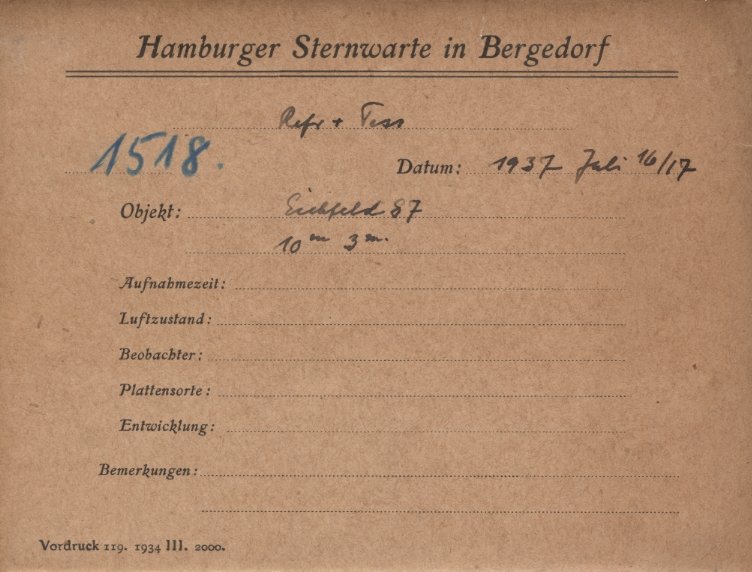 Hamburger Sternwarte in Bergedorf
Refr + Tess
1518.
Datum: 1937 Juli 16/17
Objekt: Eichfeld 87
10ᵐ 3ᵐ.
Aufnahmezeit:
Luftzustand:
Beobachter:
Plattensorte:
Entwicklung:
Bemerkungen:
Vordruck 119. 1934 III. 2000.